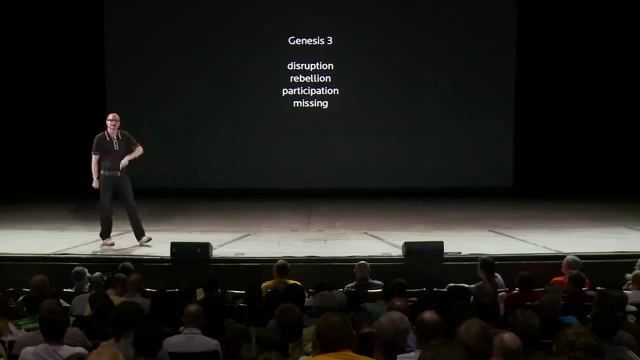 Genesis 3
disruption
rebellion
participation
missing